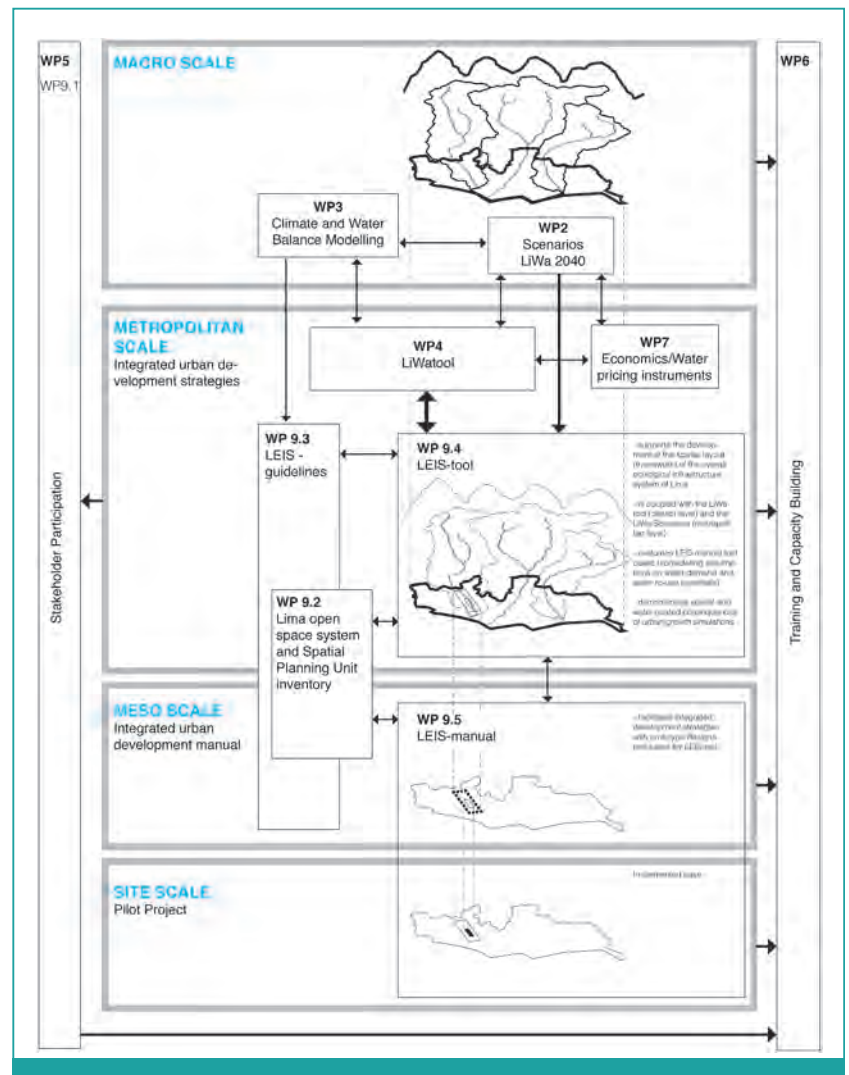 WP5
WP9.1
Stakeholder Participation
MACRO SCALE
WP3
Climate and Water
Balance Modelling
WP2
Scenarios
LiWa 2040
METROPOLITAN
SCALE
Integrated urban de-
velopment strategies
WP4
LiWatool
WP7
Economics/Water
pricing instruments
WP 9.3
LEIS -
guidelines
WP 9.4
LEIS-tool
WP 9.2
Lima open
space system
and Spatial
Planning Unit
inventory
MESO SCALE
Integrated urban
development manual
WP 9.5
LEIS-manual
SITE SCALE
Pilot Project
WP6
Training and Capacity Building